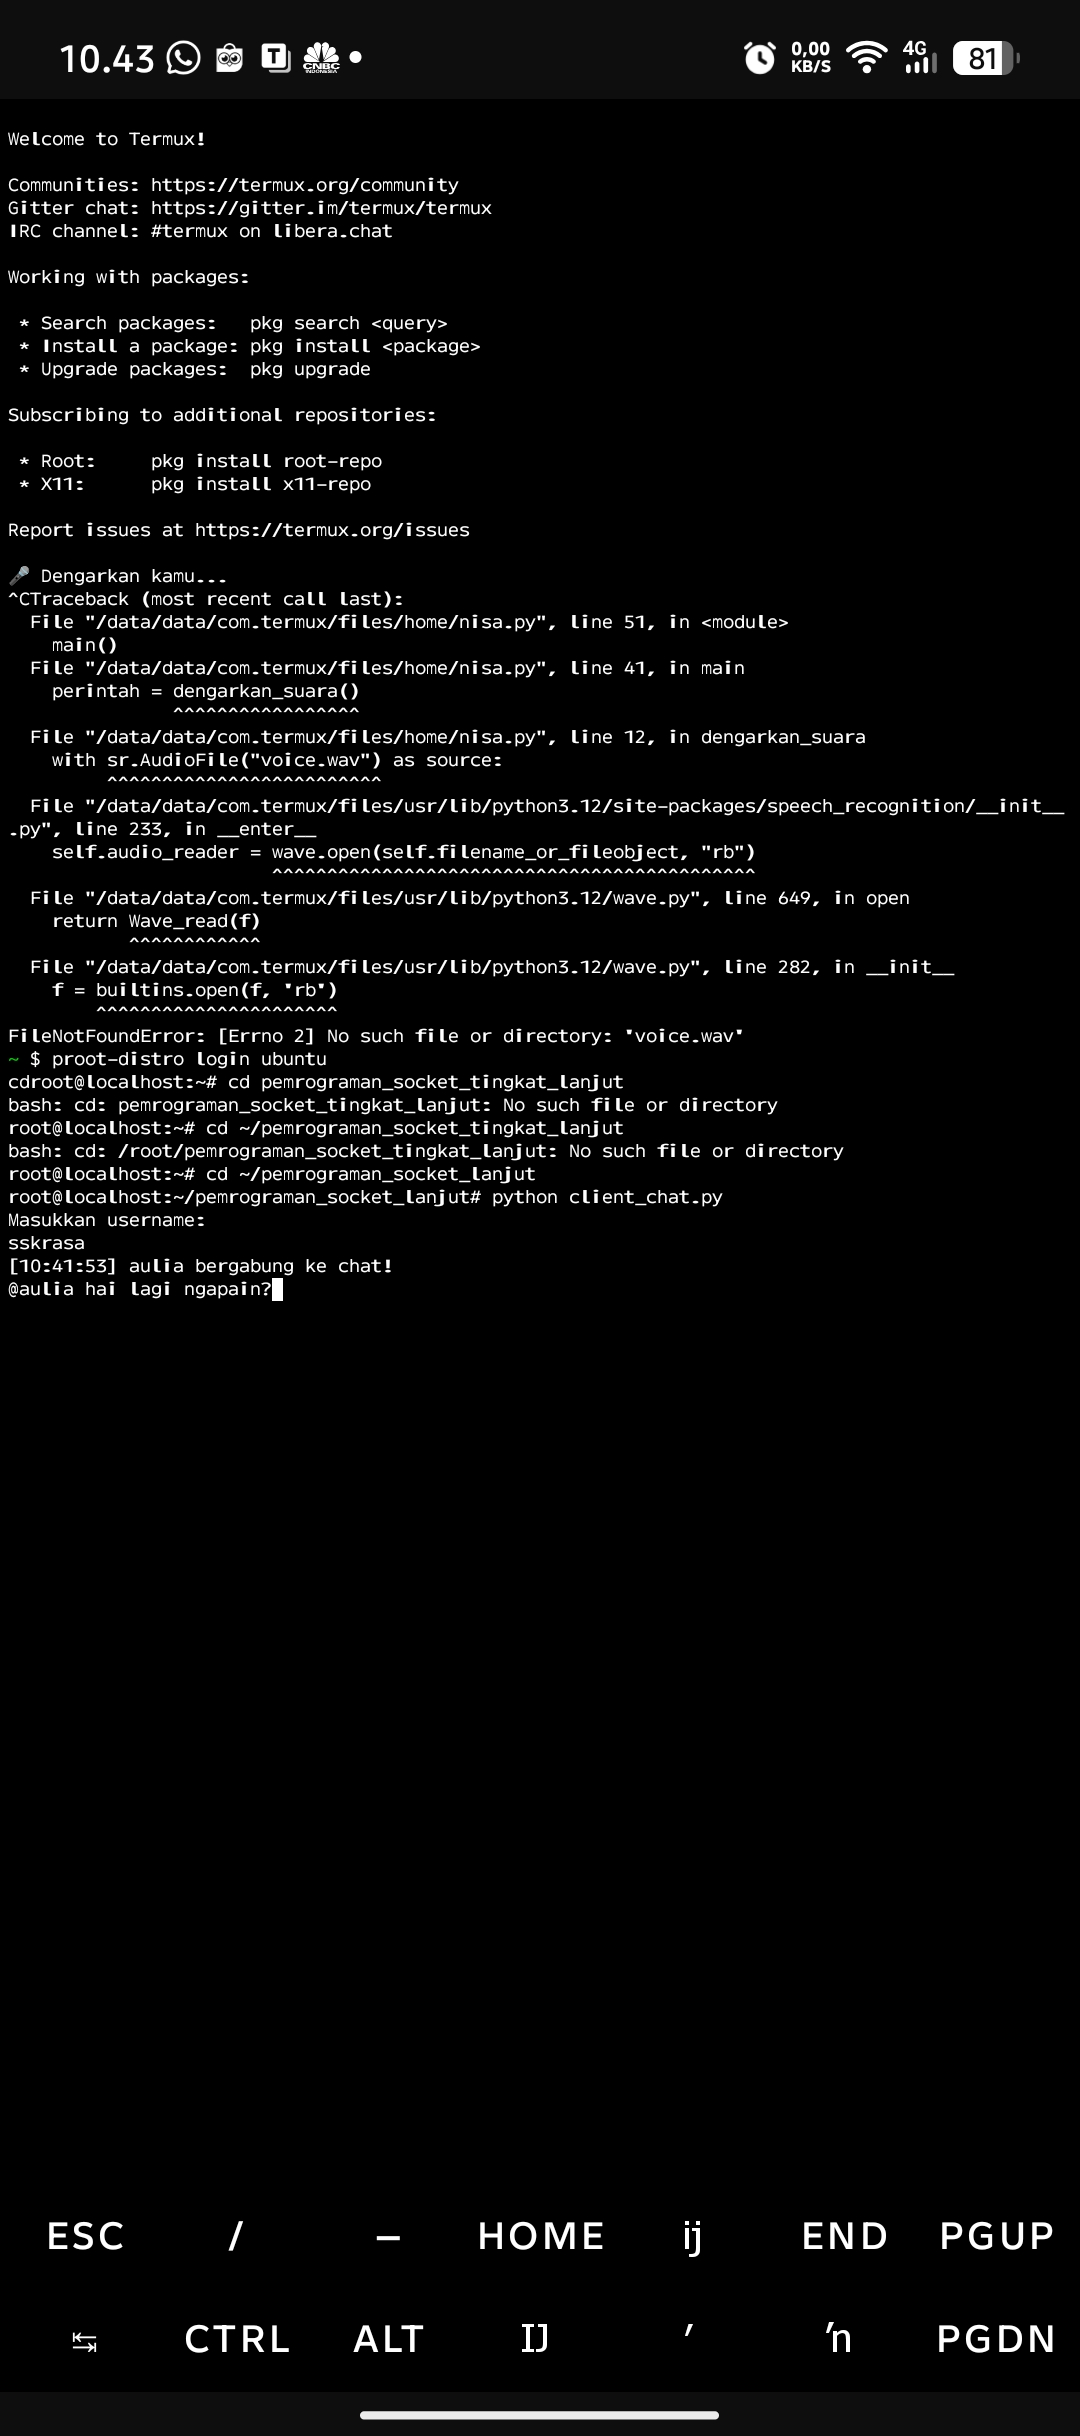 10.43
0,00
KB/S
4G
81
T
CNBC
INDONESIA
Welcome to Termux!
Communities: https://termux.org/community
Gitter chat: https://gitter.im/termux/termux
IRC channel: #termux on libera.chat
Working with packages:
* Search packages:   pkg search <query>
* Install a package: pkg install <package>
* Upgrade packages:  pkg upgrade
Subscribing to additional repositories:
* Root:     pkg install root-repo
* X11:      pkg install x11-repo
Report issues at https://termux.org/issues
🎤 Dengarkan kamu...
^CTraceback (most recent call last):
  File "/data/data/com.termux/files/home/nisa.py", line 51, in <module>
    main()
  File "/data/data/com.termux/files/home/nisa.py", line 41, in main
    perintah = dengarkan_suara()
               ^^^^^^^^^^^^^^^^^
  File "/data/data/com.termux/files/home/nisa.py", line 12, in dengarkan_suara
    with sr.AudioFile("voice.wav") as source:
         ^^^^^^^^^^^^^^^^^^^^^^^^^
  File "/data/data/com.termux/files/usr/lib/python3.12/site-packages/speech_recognition/__init__
.py", line 233, in __enter__
    self.audio_reader = wave.open(self.filename_or_fileobject, "rb")
                        ^^^^^^^^^^^^^^^^^^^^^^^^^^^^^^^^^^^^^^^^^^^^
  File "/data/data/com.termux/files/usr/lib/python3.12/wave.py", line 649, in open
    return Wave_read(f)
           ^^^^^^^^^^^^
  File "/data/data/com.termux/files/usr/lib/python3.12/wave.py", line 282, in __init__
    f = builtins.open(f, 'rb')
        ^^^^^^^^^^^^^^^^^^^^^^
FileNotFoundError: [Errno 2] No such file or directory: 'voice.wav'
~ $ proot-distro login ubuntu
cdroot@localhost:~# cd pemrograman_socket_tingkat_lanjut
bash: cd: pemrograman_socket_tingkat_lanjut: No such file or directory
root@localhost:~# cd ~/pemrograman_socket_tingkat_lanjut
bash: cd: /root/pemrograman_socket_tingkat_lanjut: No such file or directory
root@localhost:~# cd ~/pemrograman_socket_lanjut
root@localhost:~/pemrograman_socket_lanjut# python client_chat.py
Masukkan username:
sskrasa
[10:41:53] aulia bergabung ke chat!
@aulia hai lagi ngapain?
ESC / — HOME ĳ END PGUP
↹ CTRL ALT Ĳ ′ ŉ PGDN